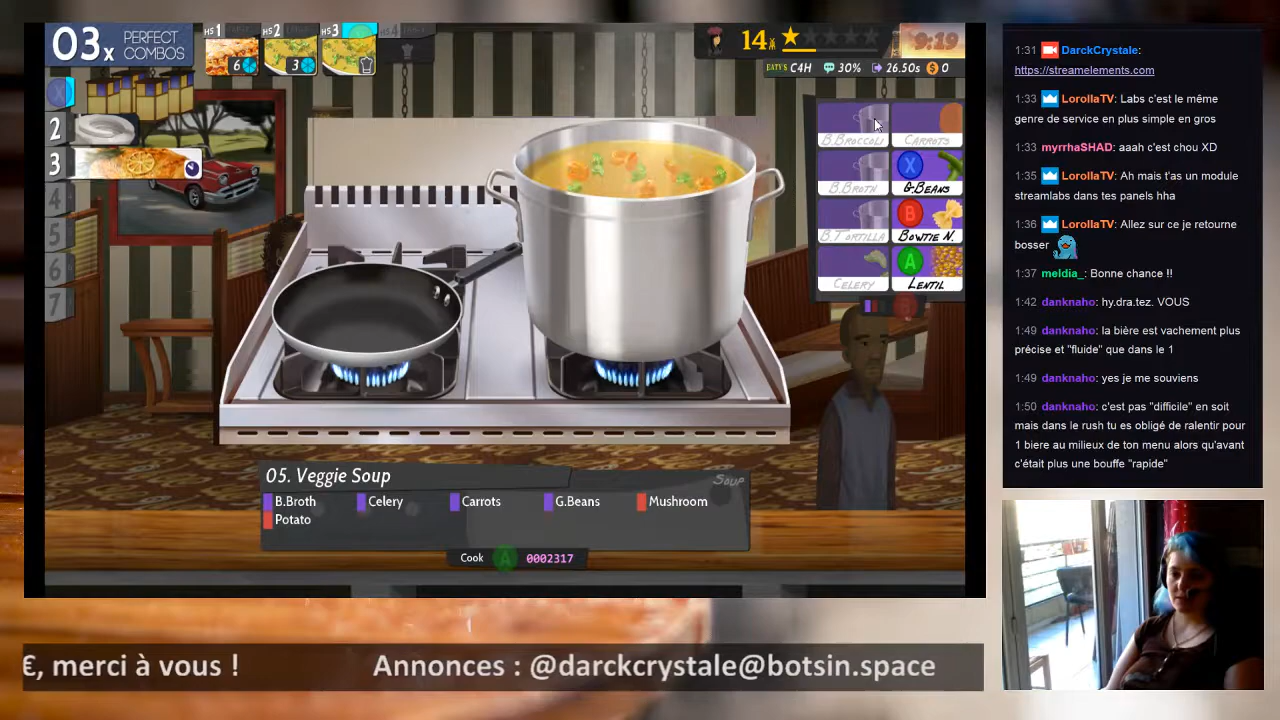 03x PERFECT COMBOS
HS1 HS2 HS3 HS4
6 3
14x
9:19
EATY'S C4H 30% 26.50s $ 0
X
2
3
4
5
6
7
B.BROCCOLI CARROTS
B.BROTH X G.BEANS
B.TORTILLA B BOWTIE N.
CELERY A LENTIL
05. Veggie Soup
SOUP
B.Broth Celery Carrots G.Beans Mushroom
Potato
Cook A 0002317
€, merci à vous ! Annonces : @darckcrystale@botsin.space
1:31 DarckCrystale:
https://streamelements.com
1:33 LorollaTV: Labs c'est le même
genre de service en plus simple en gros
1:33 myrrhaSHAD: aaah c'est chou XD
1:35 LorollaTV: Ah mais t'as un module
streamlabs dans tes panels hha
1:36 LorollaTV: Allez sur ce je retourne
bosser
1:37 meldia_: Bonne chance !!
1:42 danknaho: hy.dra.tez. VOUS
1:49 danknaho: la bière est vachement plus
précise et "fluide" que dans le 1
1:49 danknaho: yes je me souviens
1:50 danknaho: c'est pas "difficile" en soit
mais dans le rush tu es obligé de ralentir pour
1 biere au milieux de ton menu alors qu'avant
c'était plus une bouffe "rapide"